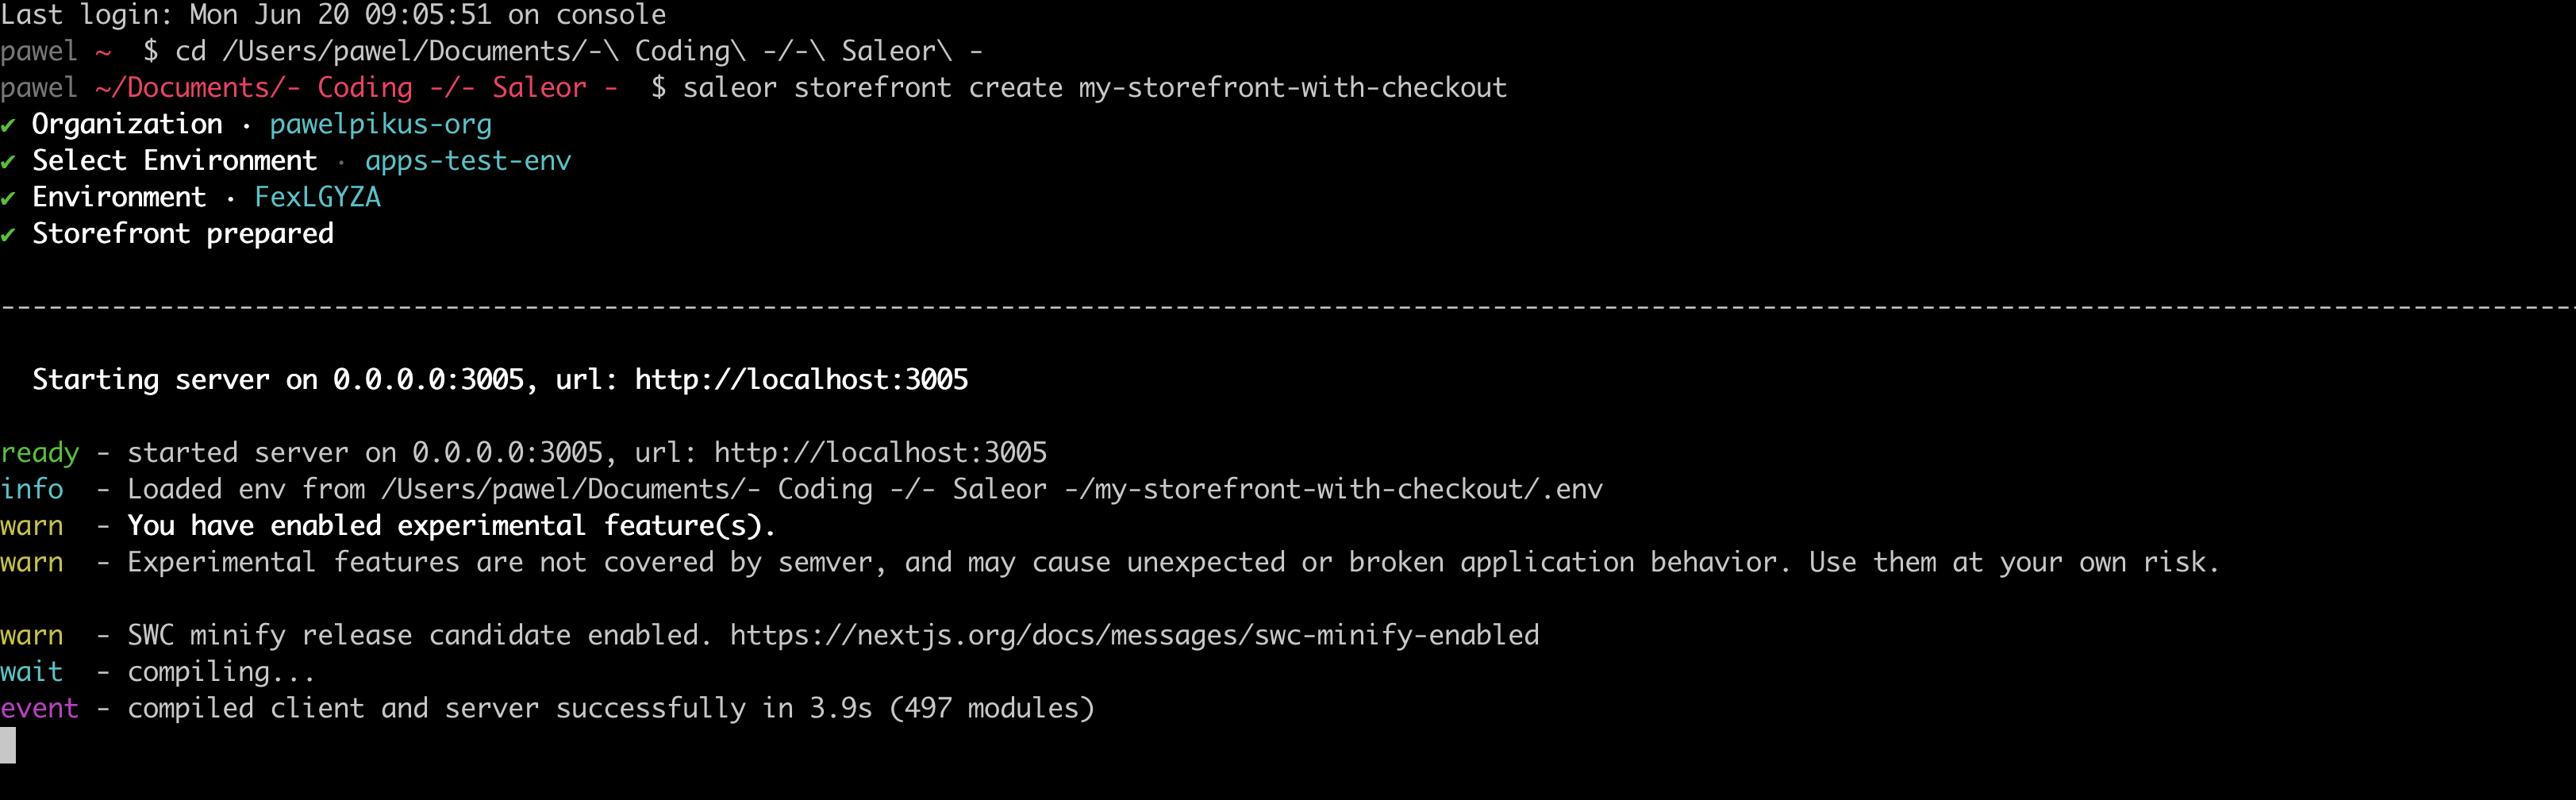 Last login: Mon Jun 20 09:05:51 on console
pawel ~  $ cd /Users/pawel/Documents/-\ Coding\ -/-\ Saleor\ -
pawel ~/Documents/- Coding -/- Saleor -  $ saleor storefront create my-storefront-with-checkout
✔ Organization · pawelpikus-org
✔ Select Environment · apps-test-env
✔ Environment · FexLGYZA
✔ Storefront prepared
------------------------------------------------------------------------------------------------------------------------------------------------------------------
Starting server on 0.0.0.0:3005, url: http://localhost:3005
ready - started server on 0.0.0.0:3005, url: http://localhost:3005
info  - Loaded env from /Users/pawel/Documents/- Coding -/- Saleor -/my-storefront-with-checkout/.env
warn  - You have enabled experimental feature(s).
warn  - Experimental features are not covered by semver, and may cause unexpected or broken application behavior. Use them at your own risk.
warn  - SWC minify release candidate enabled. https://nextjs.org/docs/messages/swc-minify-enabled
wait  - compiling...
event - compiled client and server successfully in 3.9s (497 modules)